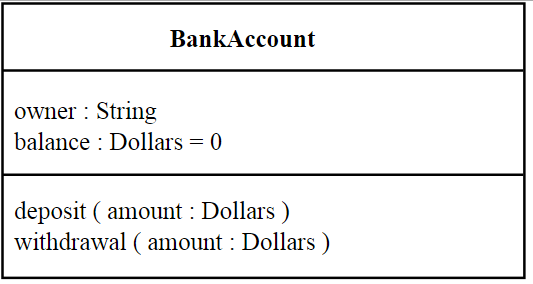 BankAccount
owner : String
balance : Dollars = 0
deposit ( amount : Dollars )
withdrawal ( amount : Dollars )